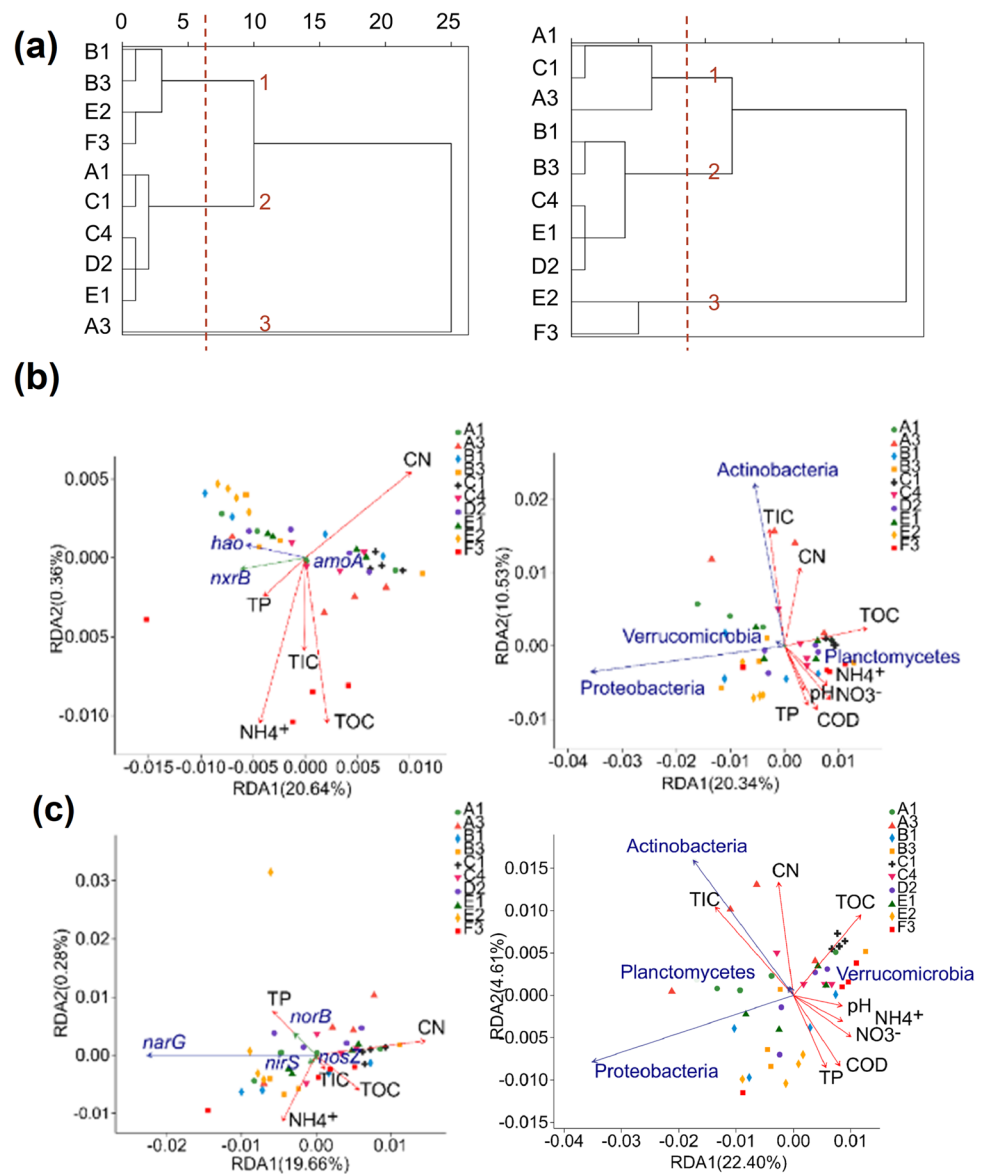 (a)
0 5 10 15 20 25
B1
B3
E2
F3
A1
C1
C4
D2
E1
A3
1
2
3
A1
C1
A3
B1
B3
C4
E1
D2
E2
F3
1
2
3
(b)
RDA2(0.36%)
0.005
0.000
-0.005
-0.010
-0.015 -0.010 -0.005 0.000 0.005 0.010
RDA1(20.64%)
CN
hao
amoA
nxrB
TP
TIC
NH4+
TOC
A1
A3
B1
B3
C1
C4
D2
E1
E2
F3
RDA2(10.53%)
0.02
0.01
0.00
-0.01
-0.04 -0.03 -0.02 -0.01 0.00 0.01
RDA1(20.34%)
Actinobacteria
TIC
CN
TOC
Verrucomicrobia
Planctomycetes
Proteobacteria
NH4+
pH NO3-
TP
COD
A1
A3
B1
B3
C1
C4
D2
E1
E2
F3
(c)
RDA2(0.28%)
0.03
0.02
0.01
0.00
-0.01
-0.02 -0.01 0.00 0.01
RDA1(19.66%)
TP
norB
CN
narG
nirS
nosZ
TIC
TOC
NH4+
A1
A3
B1
B3
C1
C4
D2
E1
E2
F3
RDA2(4.61%)
0.015
0.010
0.005
0.000
-0.005
-0.010
-0.015
-0.04 -0.03 -0.02 -0.01 0.00 0.01
RDA1(22.40%)
Actinobacteria
CN
TIC
TOC
Planctomycetes
Verrucomicrobia
pH
NH4+
NO3-
Proteobacteria
TP
COD
A1
A3
B1
B3
C1
C4
D2
E1
E2
F3